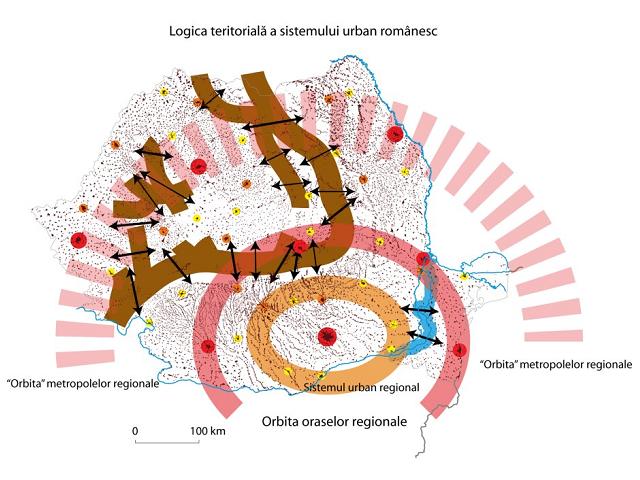 Logica teritorială a sistemului urban românesc
"Orbita" metropolelor regionale
"Orbita" metropolelor regionale
Sistemul urban regional
Orbita oraselor regionale
0 100 km